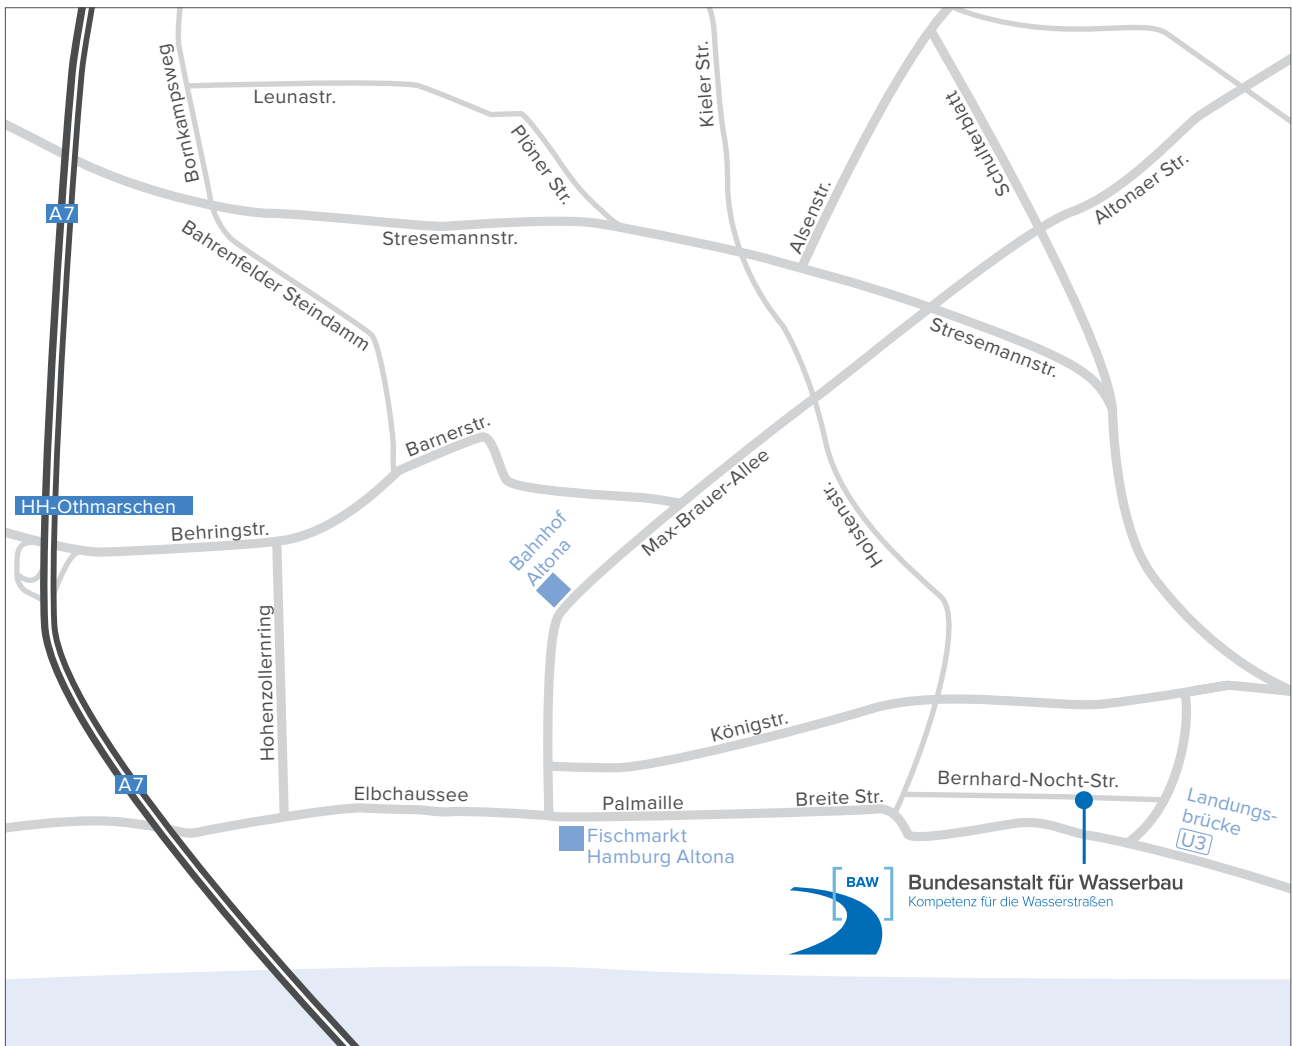 Bornkampsweg
Leunastr.
Plöner Str.
Kieler Str.
Alsenstr.
Schulterblatt
Altonaer Str.
A7
Bahrenfelder Steindamm
Stresemannstr.
Stresemannstr.
Barnerstr.
HH-Othmarschen
Behringstr.
Bahnhof
Altona
Max-Brauer-Allee
Holstenstr.
Hohenzollernring
Königstr.
A7
Elbchaussee
Palmaille
Breite Str.
Bernhard-Nocht-Str.
Landungs-
brücke
U3
Fischmarkt
Hamburg Altona
BAW
Bundesanstalt für Wasserbau
Kompetenz für die Wasserstraßen